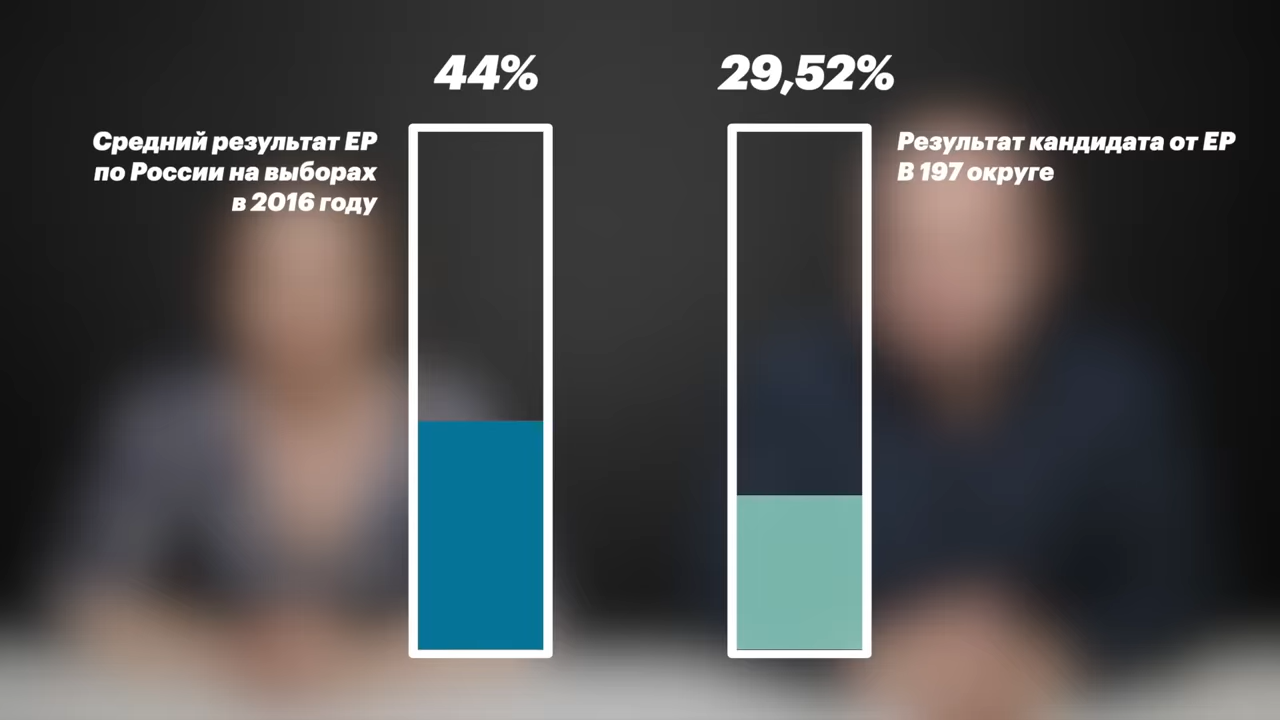 44%
Средний результат ЕР
по России на выборах
в 2016 году
29,52%
Результат кандидата от ЕР
В 197 округе